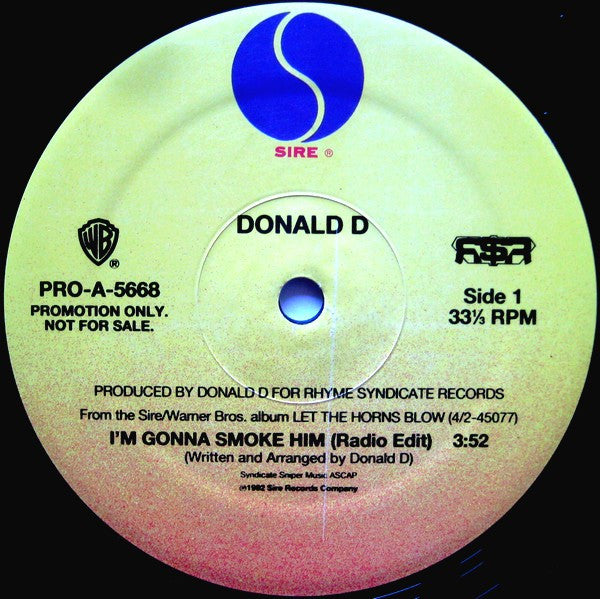 SIRE ®
DONALD D
WB
®
PRO-A-5668
PROMOTION ONLY.
NOT FOR SALE.
Side 1
33⅓ RPM
PRODUCED BY DONALD D FOR RHYME SYNDICATE RECORDS
From the Sire/Warner Bros. album LET THE HORNS BLOW (4/2-45077)
I'M GONNA SMOKE HIM (Radio Edit) 3:52
(Written and Arranged by Donald D)
Syndicate Sniper Music ASCAP
℗1992 Sire Records Company